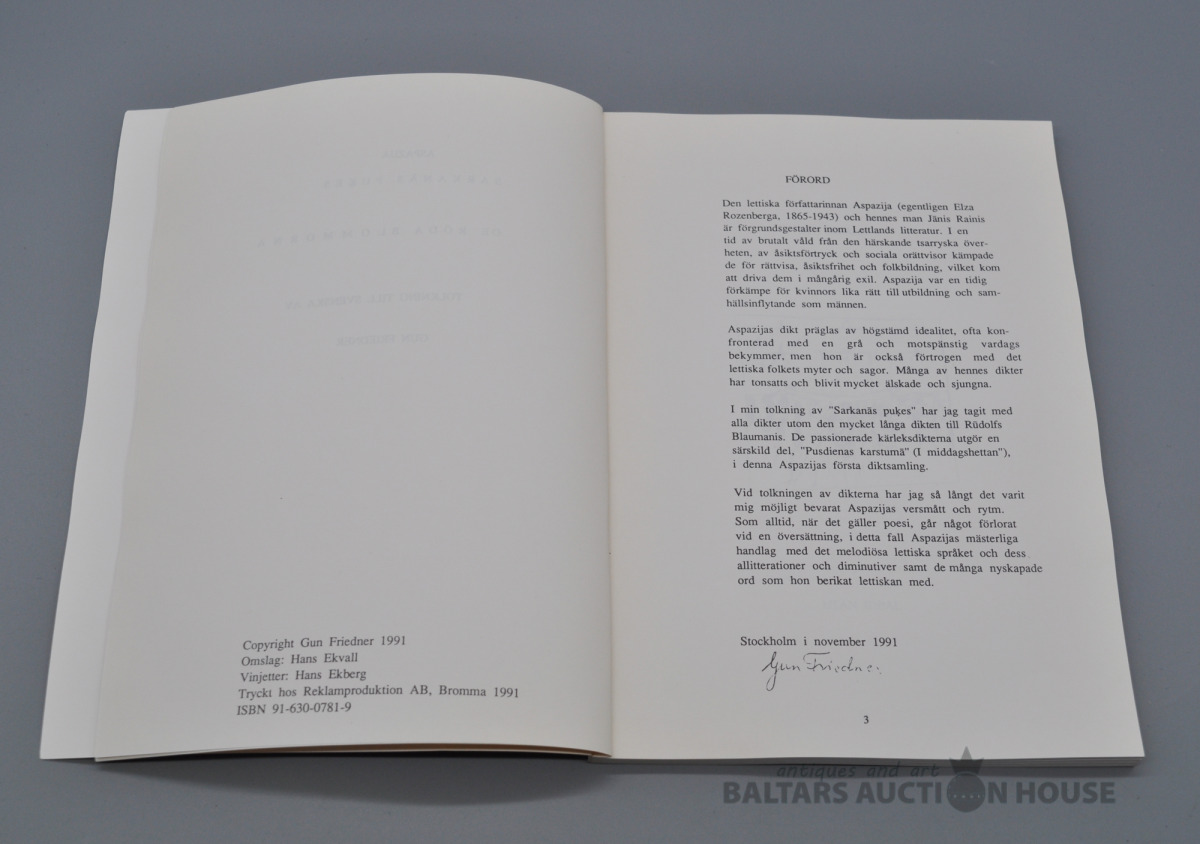 Copyright Gun Friedner 1991
Omslag: Hans Ekvall
Vinjetter: Hans Ekberg
Tryckt hos Reklamproduktion AB, Bromma 1991
ISBN 91-630-0781-9
FÖRORD
Den lettiska författarinnan Aspazija (egentligen Elza
Rozenberga, 1865-1943) och hennes man Jānis Rainis
är förgrundsgestalter inom Lettlands litteratur. I en
tid av brutalt våld från den härskande tsarryska över-
heten, av åsiktsförtryck och sociala orättvisor kämpade
de för rättvisa, åsiktsfrihet och folkbildning, vilket kom
att driva dem i mångårig exil. Aspazija var en tidig
förkämpe för kvinnors lika rätt till utbildning och sam-
hällsinflytande som männen.
Aspazijas dikt präglas av högstämd idealitet, ofta kon-
fronterad med en grå och motspänstig vardags
bekymmer, men hon är också förtrogen med det
lettiska folkets myter och sagor. Många av hennes dikter
har tonsatts och blivit mycket älskade och sjungna.
I min tolkning av "Sarkanās puķes" har jag tagit med
alla dikter utom den mycket långa dikten till Rūdolfs
Blaumanis. De passionerade kärleksdikterna utgör en
särskild del, "Pusdienas karstumā" (I middagshettan"),
i denna Aspazijas första diktsamling.
Vid tolkningen av dikterna har jag så långt det varit
mig möjligt bevarat Aspazijas versmått och rytm.
Som alltid, när det gäller poesi, går något förlorat
vid en översättning, i detta fall Aspazijas mästerliga
handlag med det melodiösa lettiska språket och dess
allitterationer och diminutiver samt de många nyskapade
ord som hon berikat lettiskan med.
Stockholm i november 1991
Gun Friedner
3
antiques and art
BALTARS AUCTION HOUSE